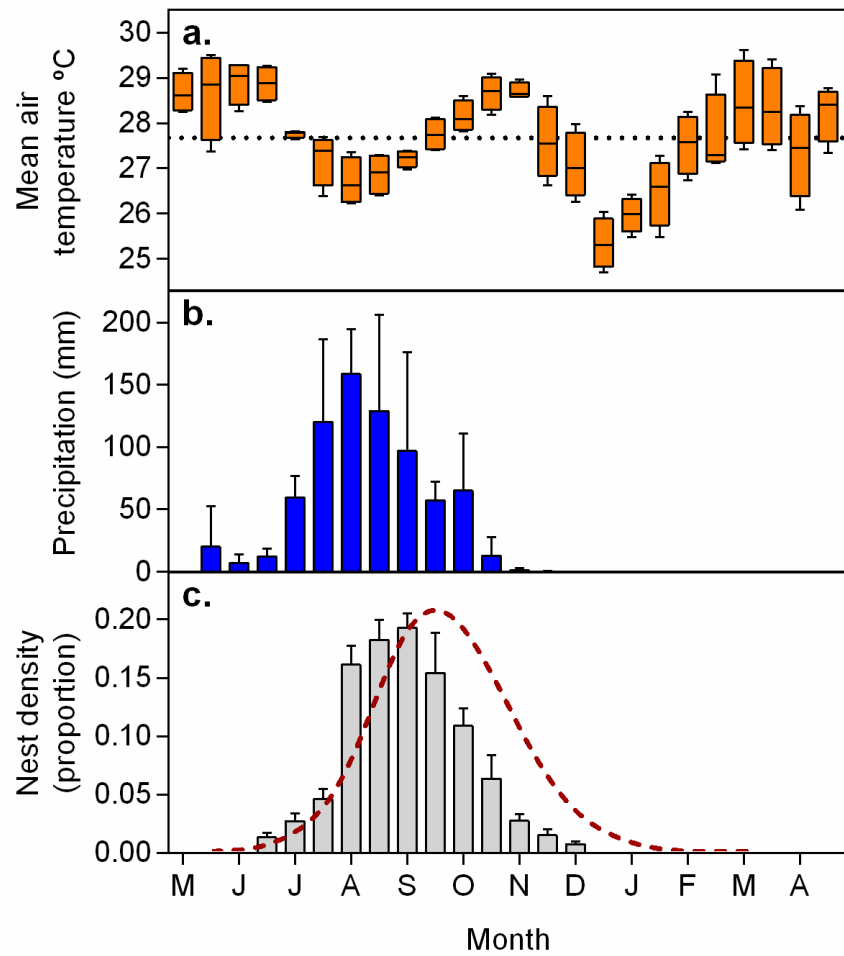 a.
30
29
28
27
26
25
Mean air
temperature ºC
b.
200
150
100
50
0
Precipitation (mm)
c.
0.20
0.15
0.10
0.05
0.00
Nest density
(proportion)
M J J A S O N D J F M A
Month